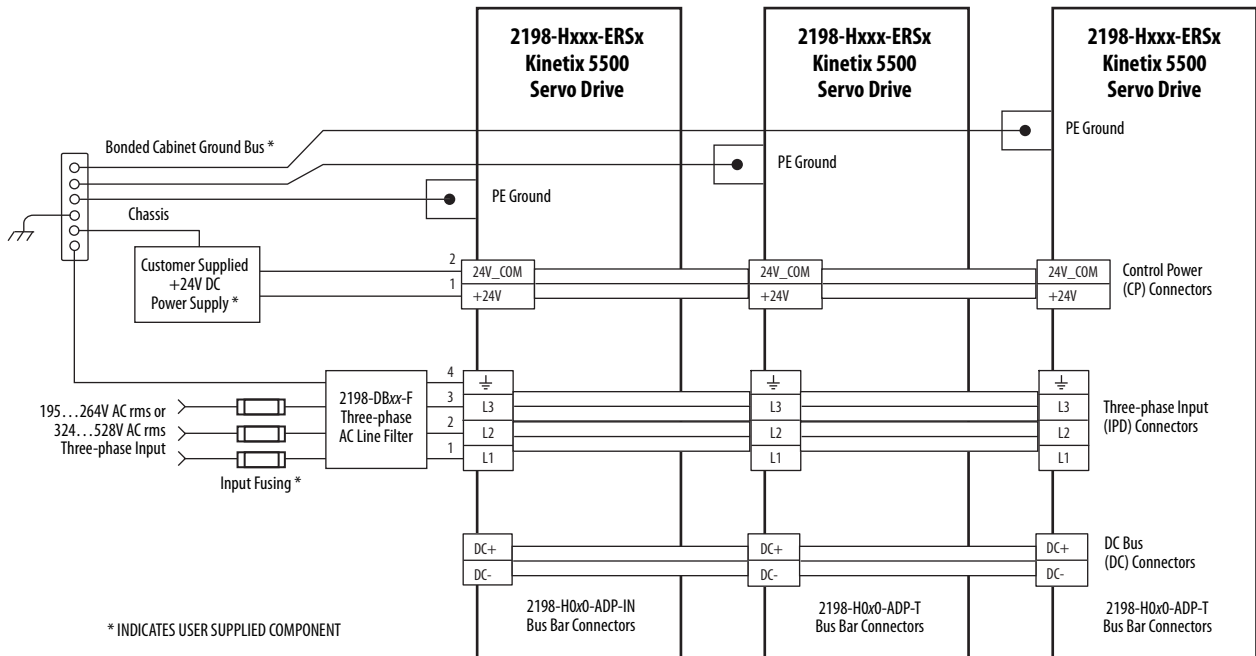 2198-Hxxx-ERSx
Kinetix 5500
Servo Drive
2198-Hxxx-ERSx
Kinetix 5500
Servo Drive
2198-Hxxx-ERSx
Kinetix 5500
Servo Drive
Bonded Cabinet Ground Bus *
PE Ground
PE Ground
PE Ground
Chassis
Customer Supplied
+24V DC
Power Supply *
2
1
24V_COM
+24V
24V_COM
+24V
24V_COM
+24V
Control Power
(CP) Connectors
195…264V AC rms or
324…528V AC rms
Three-phase Input
Input Fusing *
2198-DBxx-F
Three-phase
AC Line Filter
4
3
2
1
L3
L2
L1
L3
L2
L1
L3
L2
L1
Three-phase Input
(IPD) Connectors
DC+
DC-
DC+
DC-
DC+
DC-
DC Bus
(DC) Connectors
2198-H0x0-ADP-IN
Bus Bar Connectors
2198-H0x0-ADP-T
Bus Bar Connectors
2198-H0x0-ADP-T
Bus Bar Connectors
* INDICATES USER SUPPLIED COMPONENT